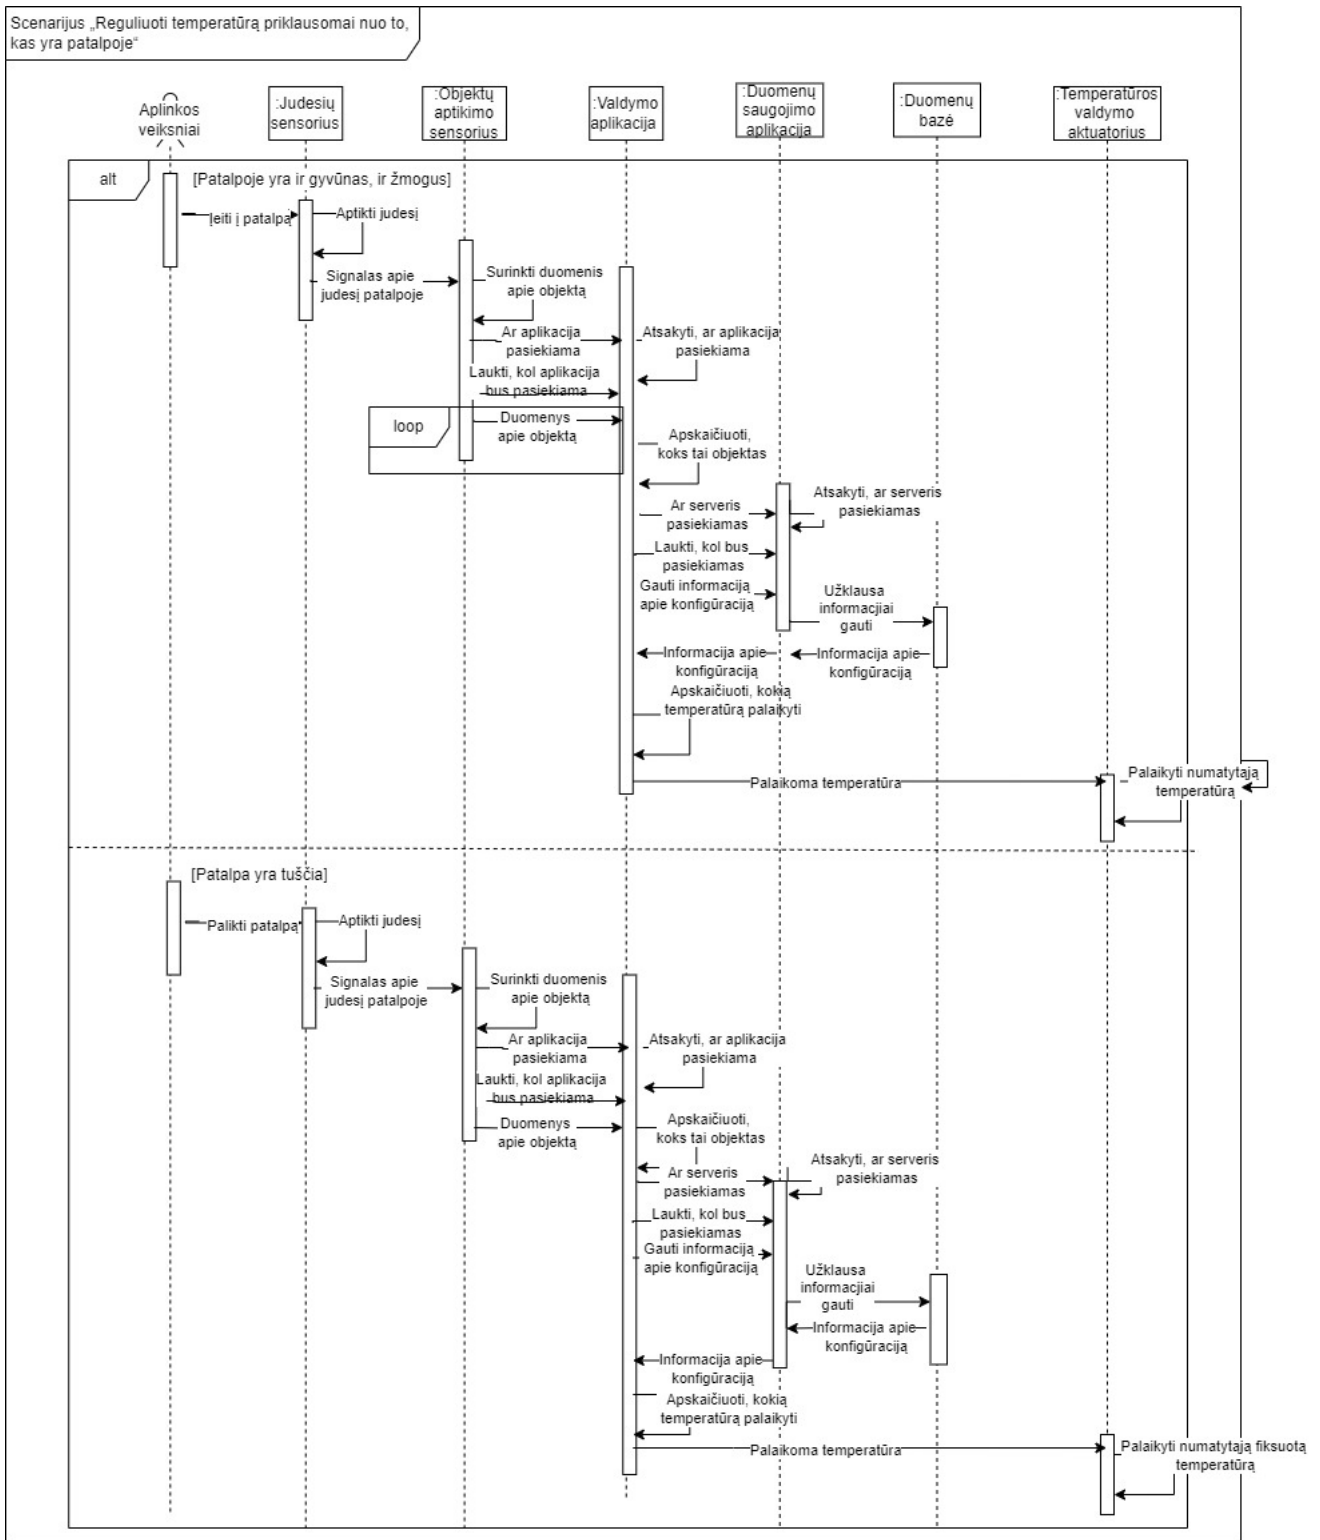 Scenarijus „Reguliuoti temperatūrą priklausomai nuo to,
kas yra patalpoje“
Aplinkos
veiksniai
:Judesių
sensorius
:Objektų
aptikimo
sensorius
:Valdymo
aplikacija
:Duomenų
saugojimo
aplikacija
:Duomenų
bazė
:Temperatūros
valdymo
aktuatorius
alt
[Patalpoje yra ir gyvūnas, ir žmogus]
Įeiti į patalpą
Aptikti judesį
Signalas apie
judesį patalpoje
Surinkti duomenis
apie objektą
Ar aplikacija
pasiekiama
Atsakyti, ar aplikacija
pasiekiama
Laukti, kol aplikacija
bus pasiekiama
loop
Duomenys
apie objektą
Apskaičiuoti,
koks tai objektas
Ar serveris
pasiekiamas
Atsakyti, ar serveris
pasiekiamas
Laukti, kol bus
pasiekiamas
Gauti informaciją
apie konfigūraciją
Užklausa
informacjiai
gauti
Informacija apie
konfigūraciją
Informacija apie
konfigūraciją
Apskaičiuoti, kokią
temperatūrą palaikyti
Palaikoma temperatūra
Palaikyti numatytąją
temperatūrą
[Patalpa yra tuščia]
Palikti patalpą
Aptikti judesį
Signalas apie
judesį patalpoje
Surinkti duomenis
apie objektą
Ar aplikacija
pasiekiama
Atsakyti, ar aplikacija
pasiekiama
Laukti, kol aplikacija
bus pasiekiama
Duomenys
apie objektą
Apskaičiuoti,
koks tai objektas
Ar serveris
pasiekiamas
Atsakyti, ar serveris
pasiekiamas
Laukti, kol bus
pasiekiamas
Gauti informaciją
apie konfigūraciją
Užklausa
informacjiai
gauti
Informacija apie
konfigūraciją
Informacija apie
konfigūraciją
Apskaičiuoti, kokią
temperatūrą palaikyti
Palaikoma temperatūra
Palaikyti numatytąją fiksuotą
temperatūrą